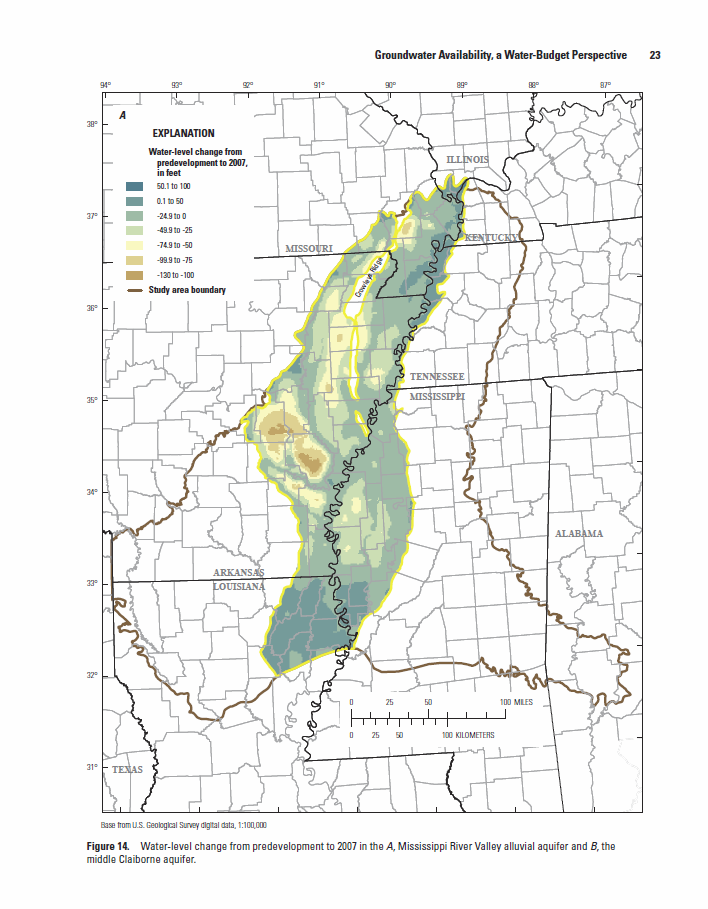 Groundwater Availability, a Water-Budget Perspective 23
94° 93° 92° 91° 90° 89° 88° 87°
A
38°
37°
36°
35°
34°
33°
32°
31°
EXPLANATION
Water-level change from
predevelopment to 2007,
in feet
50.1 to 100
0.1 to 50
-24.9 to 0
-49.9 to -25
-74.9 to -50
-99.9 to -75
-130 to -100
Study area boundary
ILLINOIS
KENTUCKY
MISSOURI
Crowleys Ridge
TENNESSEE
MISSISSIPPI
ALABAMA
ARKANSAS
LOUISIANA
TEXAS
0 25 50 100 MILES
0 25 50 100 KILOMETERS
Base from U.S. Geological Survey digital data, 1:100,000
Figure 14. Water-level change from predevelopment to 2007 in the A, Mississippi River Valley alluvial aquifer and B, the
middle Claiborne aquifer.